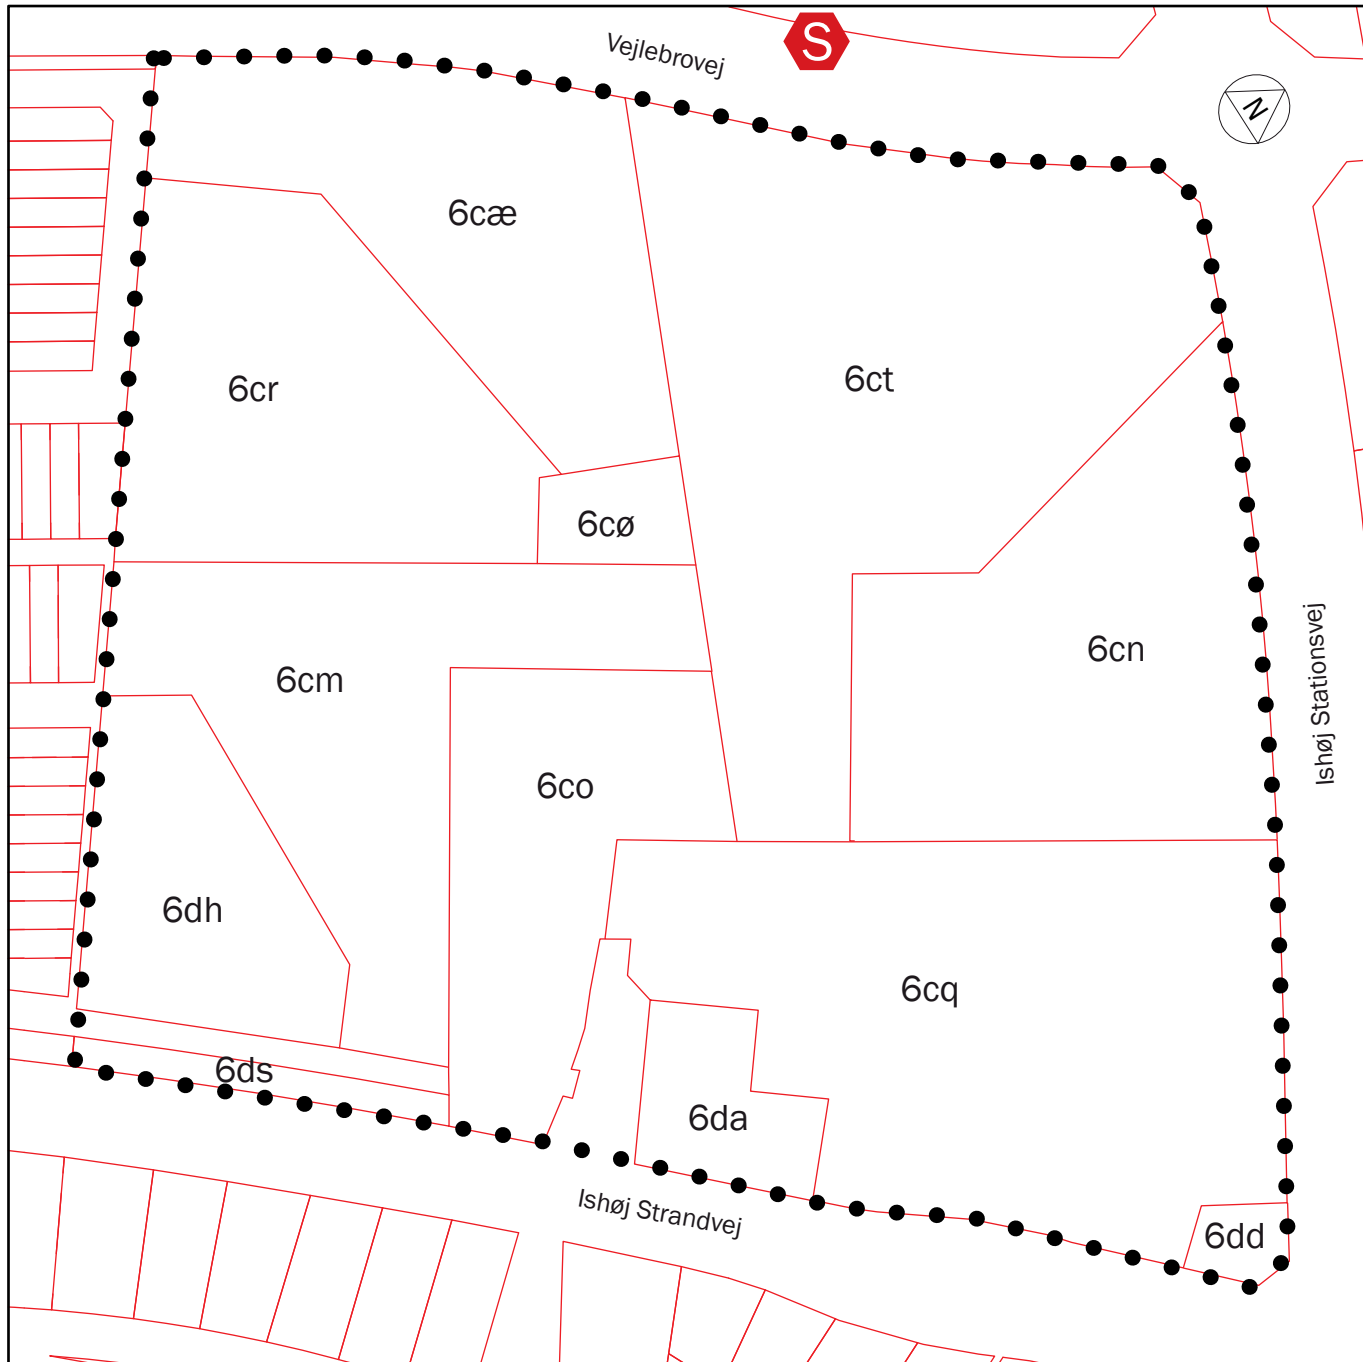 S
Vejlebrovej
N
6cæ
6ct
6cr
6cø
6cn
6cm
Ishøj Stationsvej
6co
6dh
6cq
6ds
6da
Ishøj Strandvej
6dd